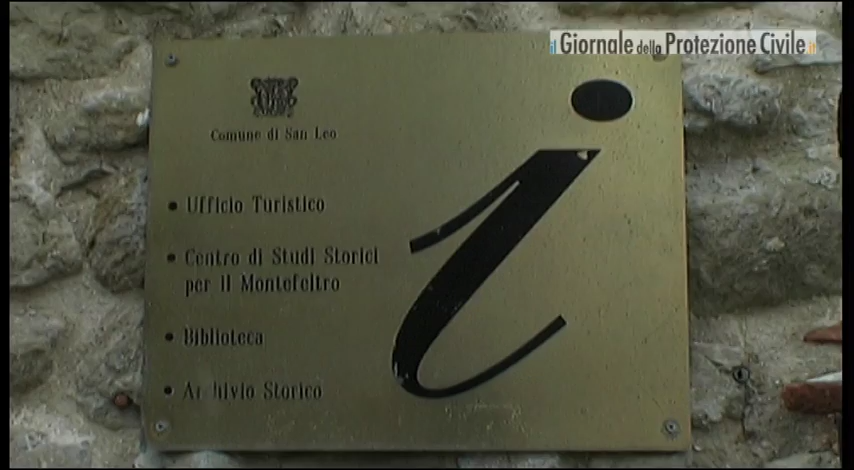 il Giornale della Protezione Civile.it
Comune di San Leo
i
• Ufficio Turistico
• Centro di Studi Storici
per il Montefeltro
• Biblioteca
• Archivio Storico